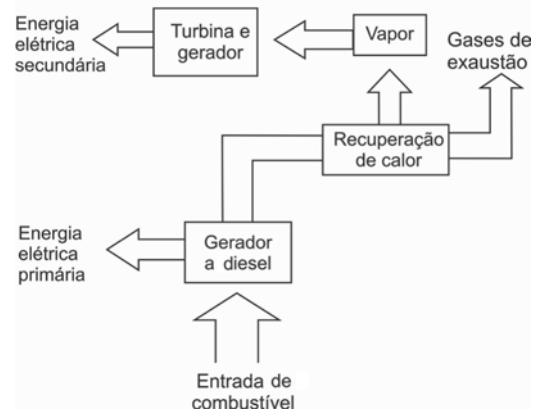 Energia
elétrica
secundária
Turbina e
gerador
Vapor
Gases de
exaustão
Recuperação
de calor
Energia
elétrica
primária
Gerador
a diesel
Entrada de
combustível